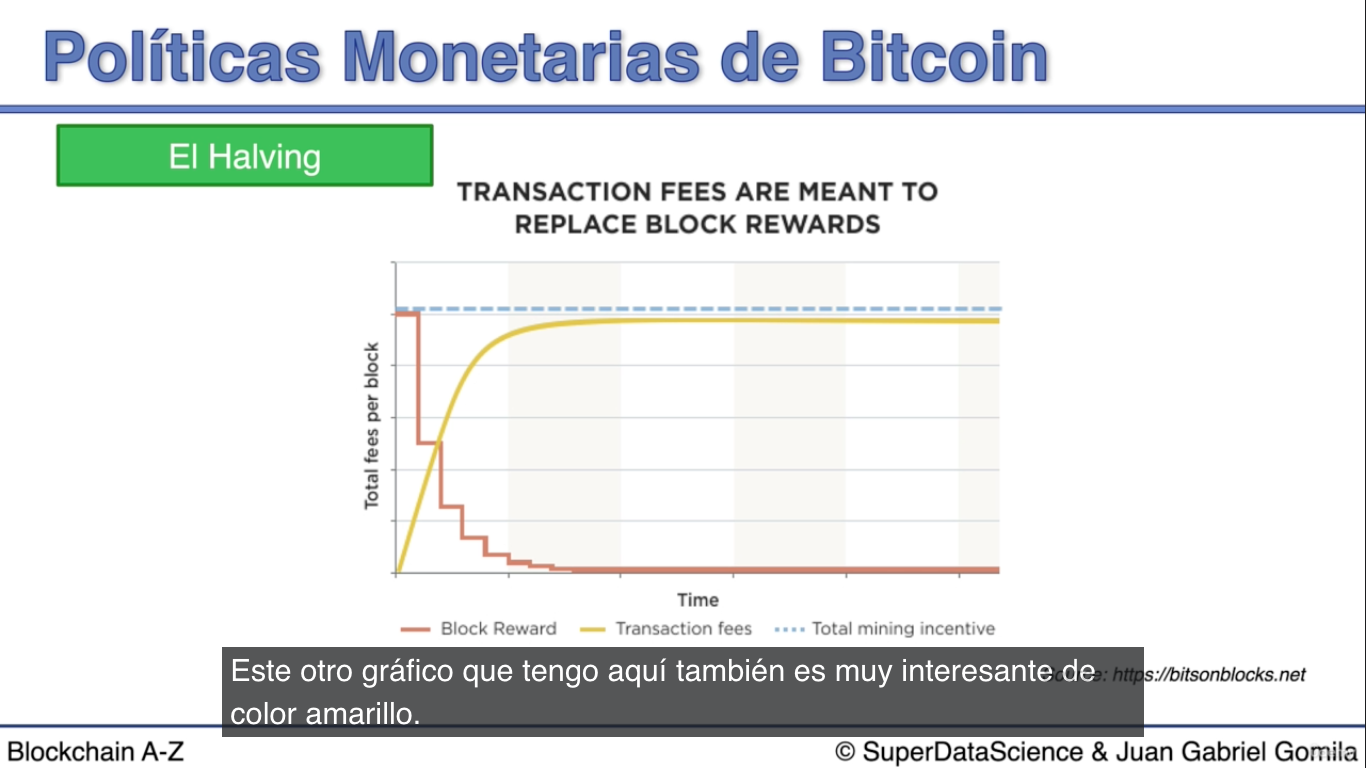 Políticas Monetarias de Bitcoin
El Halving
TRANSACTION FEES ARE MEANT TO
REPLACE BLOCK REWARDS
Total fees per block
Time
Block Reward
Transaction fees
Total mining incentive
Este otro gráfico que tengo aquí también es muy interesante de
color amarillo.
Source: https://bitsonblocks.net
Blockchain A-Z
© SuperDataScience & Juan Gabriel Gomila